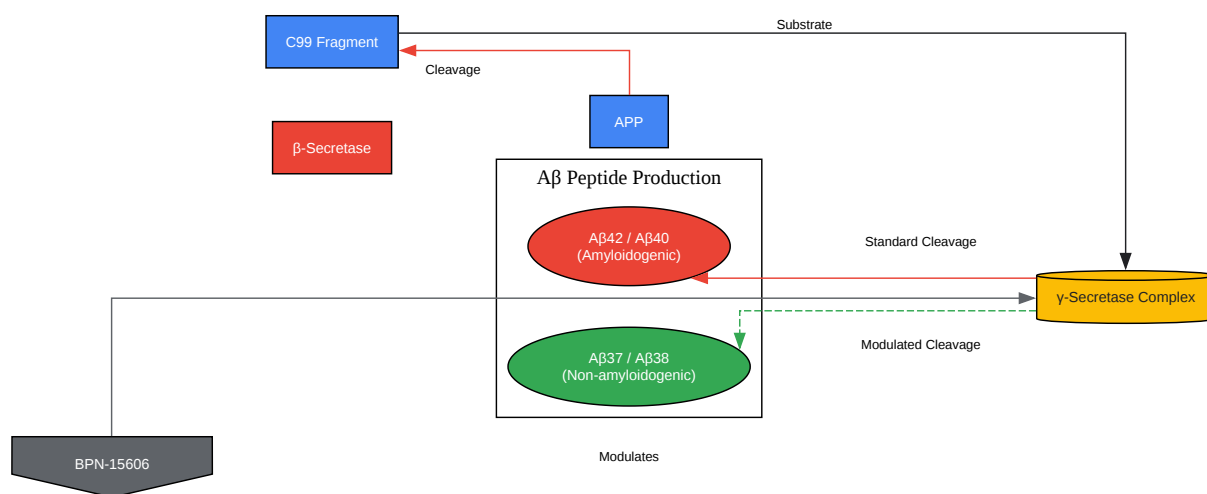 Substrate
C99 Fragment
Cleavage
APP
β-Secretase
Aβ Peptide Production
Aβ42 / Aβ40
(Amyloidogenic)
Standard Cleavage
γ-Secretase Complex
Modulated Cleavage
Aβ37 / Aβ38
(Non-amyloidogenic)
Modulates
BPN-15606